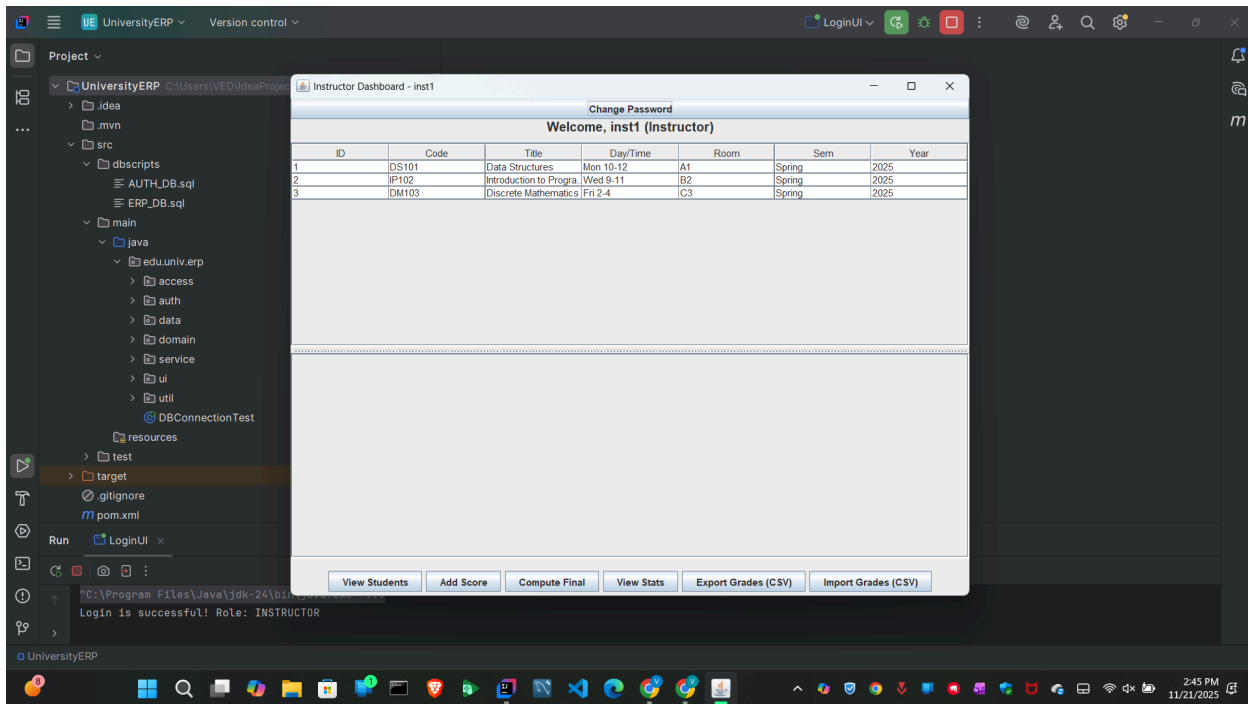 UE UniversityERP Version control LoginUI
Project
UniversityERP C:\Users\VED\IdeaProjec
.idea
.mvn
src
dbscripts
AUTH_DB.sql
ERP_DB.sql
main
java
edu.univ.erp
access
auth
data
domain
service
ui
util
DBConnectionTest
resources
test
target
.gitignore
m pom.xml
m
Instructor Dashboard - inst1
Change Password
Welcome, inst1 (Instructor)
ID Code Title Day/Time Room Sem Year
1 DS101 Data Structures Mon 10-12 A1 Spring 2025
2 IP102 Introduction to Progra... Wed 9-11 B2 Spring 2025
3 DM103 Discrete Mathematics Fri 2-4 C3 Spring 2025
View Students Add Score Compute Final View Stats Export Grades (CSV) Import Grades (CSV)
Run LoginUI
"C:\Program Files\Java\jdk-24\bin\java.exe" ...
Login is successful! Role: INSTRUCTOR
UniversityERP
8
1
2:45 PM
11/21/2025